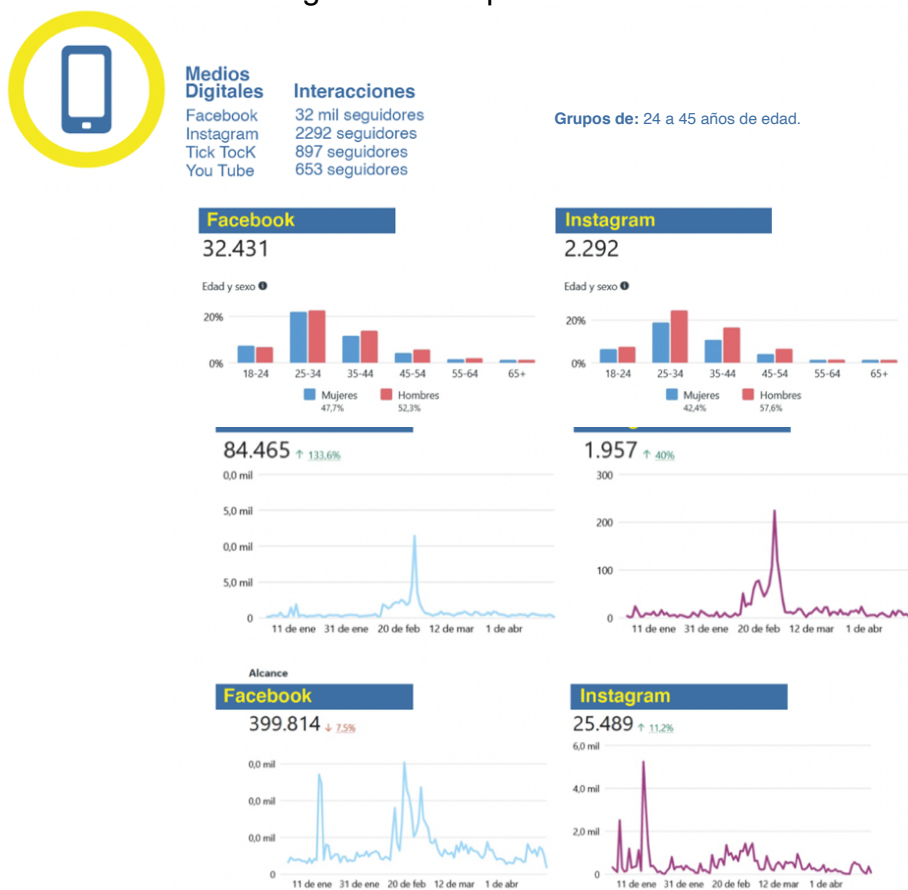 Medios
Digitales Interacciones
Facebook 32 mil seguidores
Instagram 2292 seguidores
Tick TocK 897 seguidores
You Tube 653 seguidores
Grupos de: 24 a 45 años de edad.
Facebook
32.431
Edad y sexo
20%
0%
18-24 25-34 35-44 45-54 55-64 65+
Mujeres Hombres
47,7% 52,3%
Instagram
2.292
Edad y sexo
20%
0%
18-24 25-34 35-44 45-54 55-64 65+
Mujeres Hombres
42,4% 57,6%
84.465 ↑ 133,6%
0,0 mil
5,0 mil
0,0 mil
5,0 mil
0
11 de ene 31 de ene 20 de feb 12 de mar 1 de abr
1.957 ↑ 40%
300
200
100
0
11 de ene 31 de ene 20 de feb 12 de mar 1 de abr
Alcance
Facebook
399.814 ↓ 7,5%
0,0 mil
0,0 mil
0,0 mil
0
11 de ene 31 de ene 20 de feb 12 de mar 1 de abr
Instagram
25.489 ↑ 11,2%
6,0 mil
4,0 mil
2,0 mil
0
11 de ene 31 de ene 20 de feb 12 de mar 1 de abr